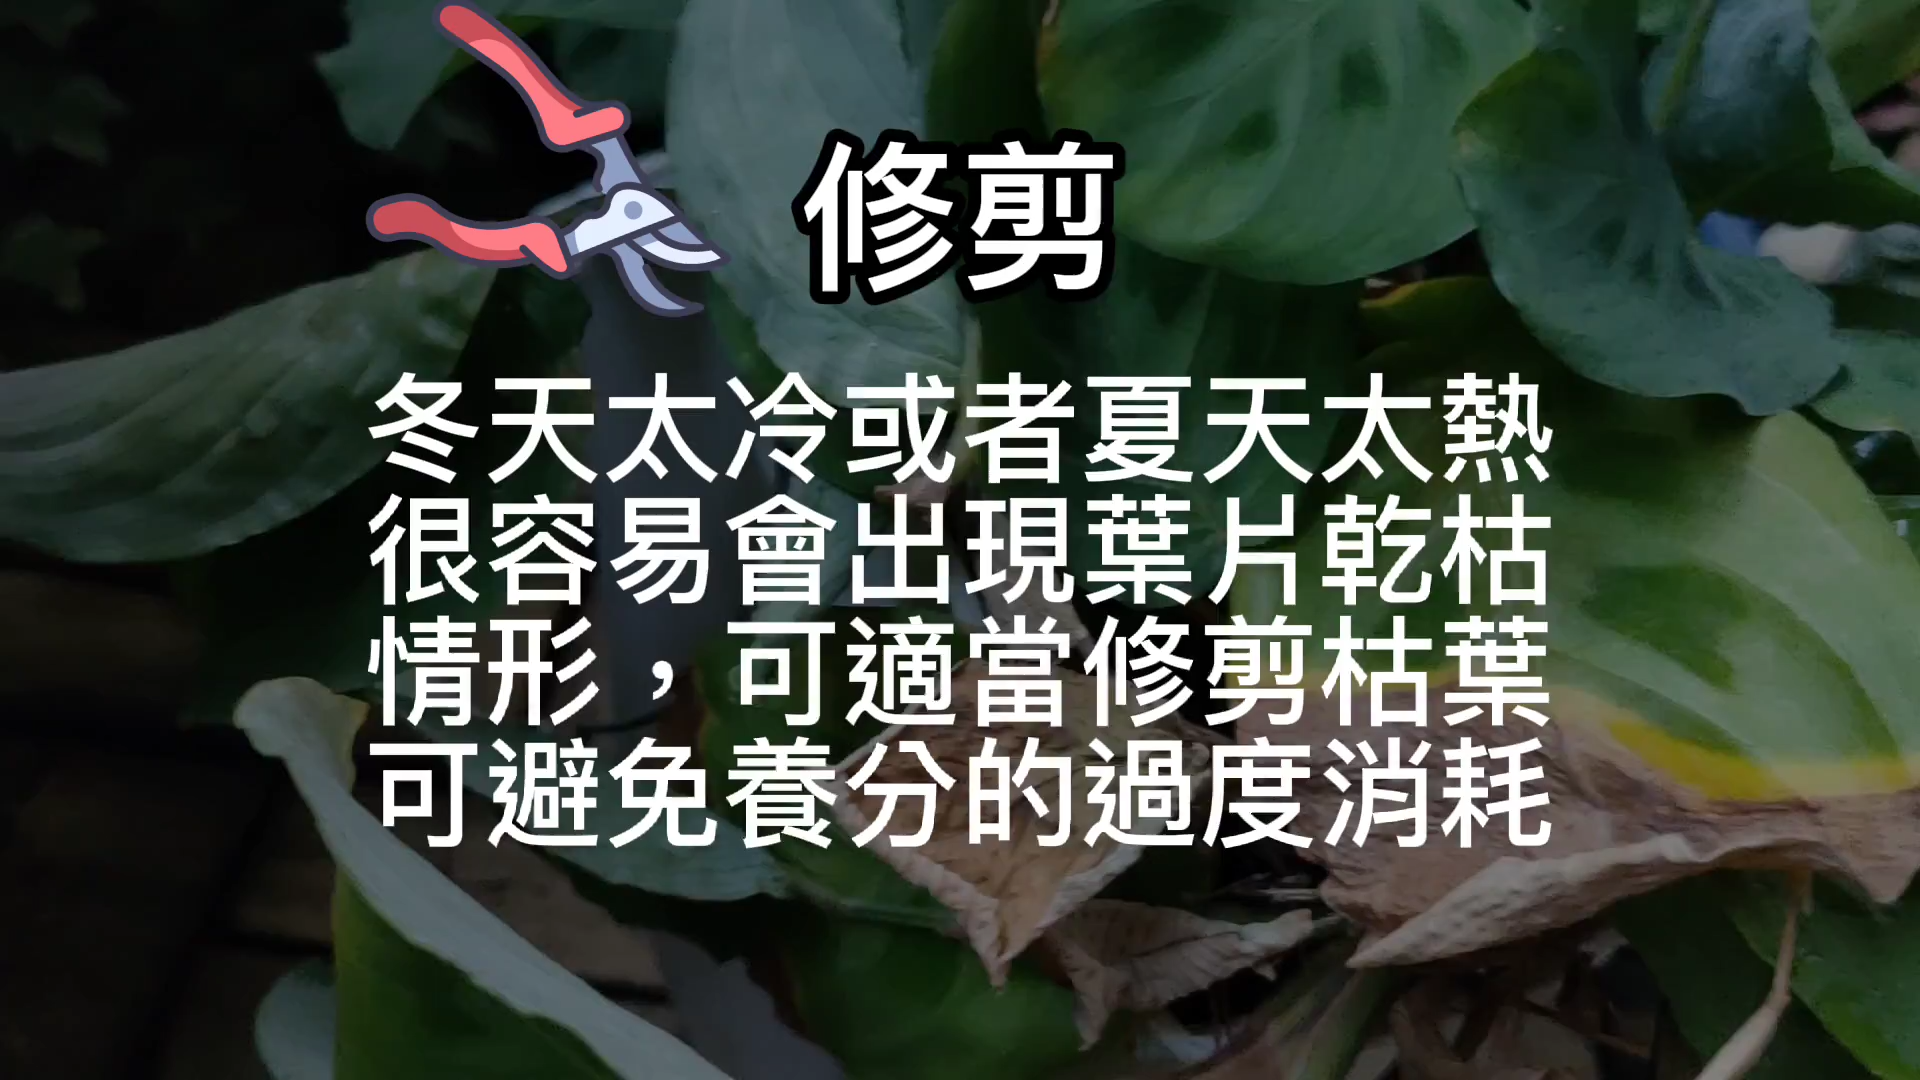 修剪
冬天太冷或者夏天太熱
很容易會出現葉片乾枯
情形，可適當修剪枯葉
可避免養分的過度消耗